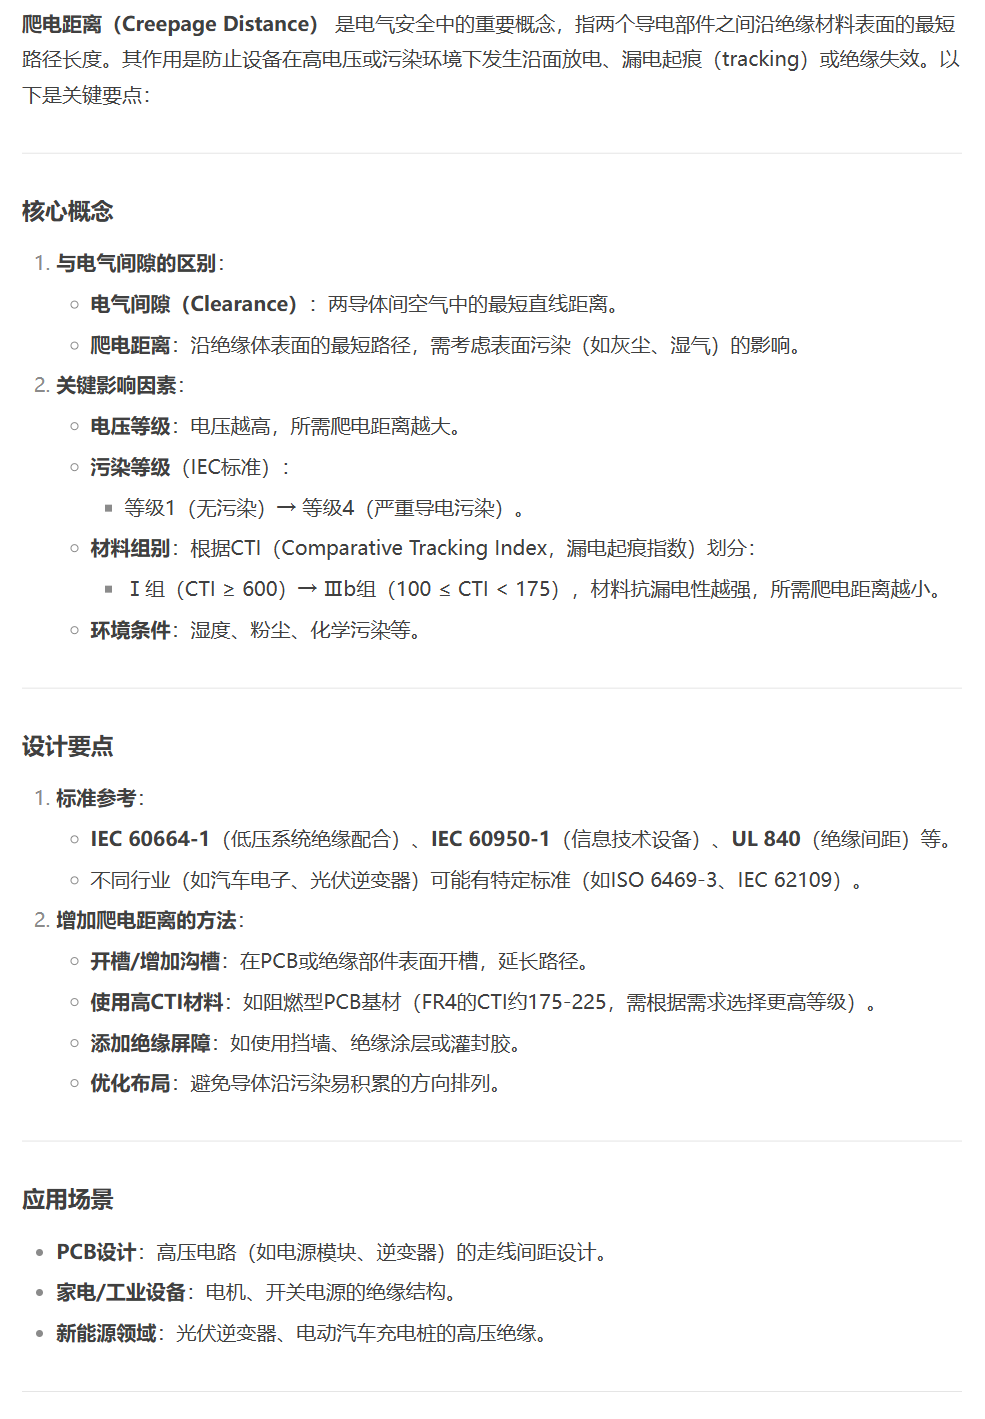 爬电距离（Creepage Distance） 是电气安全中的重要概念，指两个导电部件之间沿绝缘材料表面的最短
路径长度。其作用是防止设备在高电压或污染环境下发生沿面放电、漏电起痕（tracking）或绝缘失效。以
下是关键要点：
核心概念
1. 与电气间隙的区别：
○ 电气间隙（Clearance）：两导体间空气中的最短直线距离。
○ 爬电距离：沿绝缘体表面的最短路径，需考虑表面污染（如灰尘、湿气）的影响。
2. 关键影响因素：
○ 电压等级：电压越高，所需爬电距离越大。
○ 污染等级（IEC标准）：
▪ 等级1（无污染）→ 等级4（严重导电污染）。
○ 材料组别：根据CTI（Comparative Tracking Index，漏电起痕指数）划分：
▪ Ⅰ组（CTI ≥ 600）→ Ⅲb组（100 ≤ CTI < 175），材料抗漏电性越强，所需爬电距离越小。
○ 环境条件：湿度、粉尘、化学污染等。
设计要点
1. 标准参考：
○ IEC 60664-1（低压系统绝缘配合）、IEC 60950-1（信息技术设备）、UL 840（绝缘间距）等。
○ 不同行业（如汽车电子、光伏逆变器）可能有特定标准（如ISO 6469-3、IEC 62109）。
2. 增加爬电距离的方法：
○ 开槽/增加沟槽：在PCB或绝缘部件表面开槽，延长路径。
○ 使用高CTI材料：如阻燃型PCB基材（FR4的CTI约175-225，需根据需求选择更高等级）。
○ 添加绝缘屏障：如使用挡墙、绝缘涂层或灌封胶。
○ 优化布局：避免导体沿污染易积累的方向排列。
应用场景
• PCB设计：高压电路（如电源模块、逆变器）的走线间距设计。
• 家电/工业设备：电机、开关电源的绝缘结构。
• 新能源领域：光伏逆变器、电动汽车充电桩的高压绝缘。